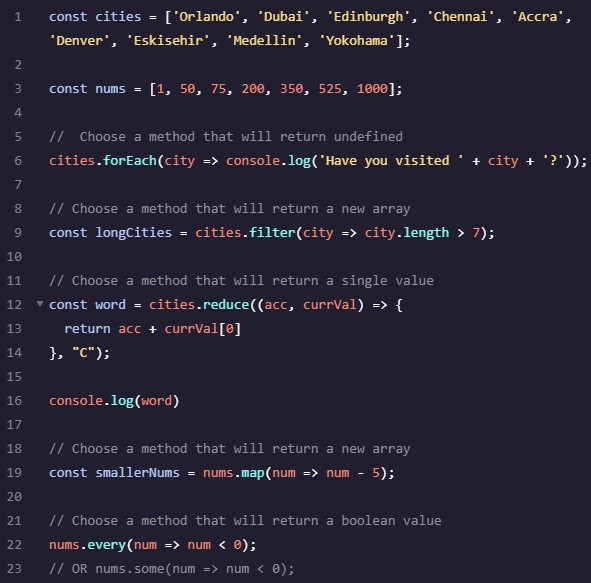 1 const cities = ['Orlando', 'Dubai', 'Edinburgh', 'Chennai', 'Accra',
'Denver', 'Eskisehir', 'Medellin', 'Yokohama'];
2
3 const nums = [1, 50, 75, 200, 350, 525, 1000];
4
5 //  Choose a method that will return undefined
6 cities.forEach(city => console.log('Have you visited ' + city + '?'));
7
8 // Choose a method that will return a new array
9 const longCities = cities.filter(city => city.length > 7);
10
11 // Choose a method that will return a single value
12 const word = cities.reduce((acc, currVal) => {
13   return acc + currVal[0]
14 }, "C");
15
16 console.log(word)
17
18 // Choose a method that will return a new array
19 const smallerNums = nums.map(num => num - 5);
20
21 // Choose a method that will return a boolean value
22 nums.every(num => num < 0);
23 // OR nums.some(num => num < 0);